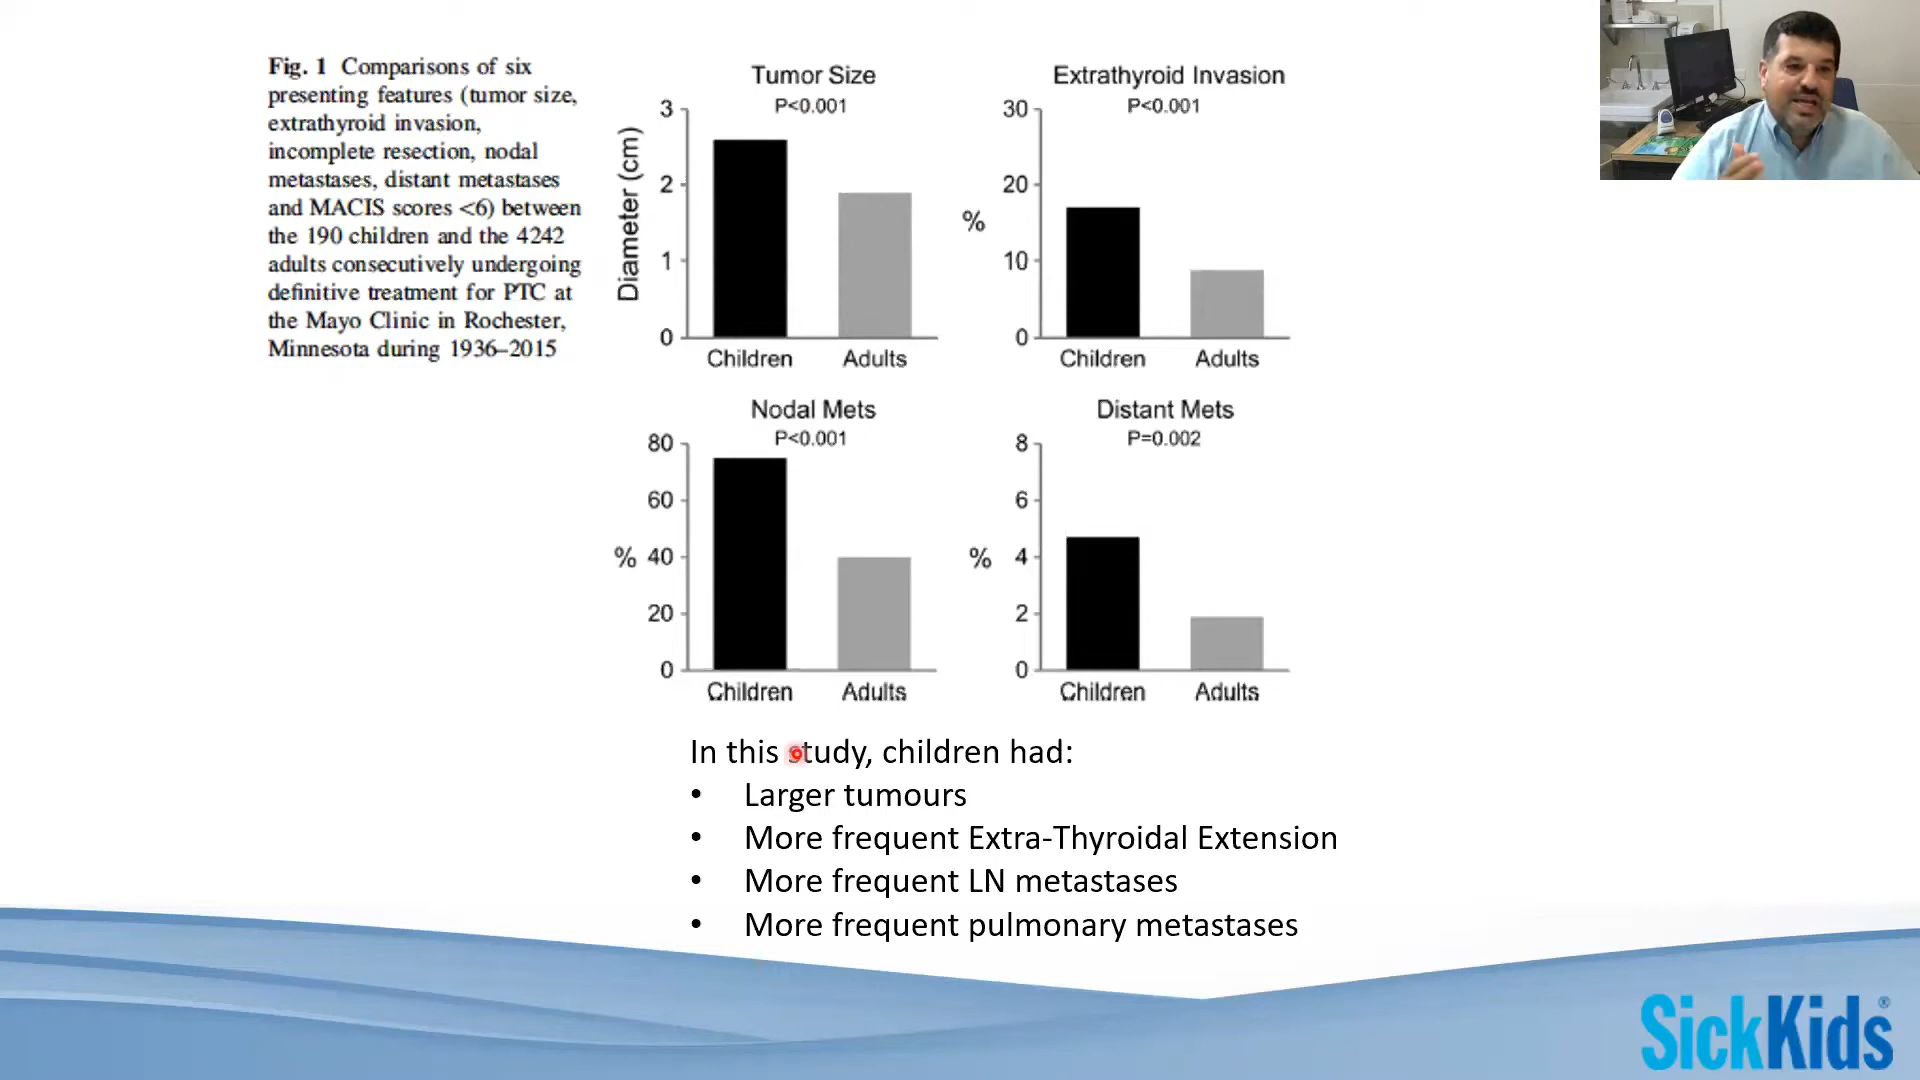 Fig. 1 Comparisons of six
presenting features (tumor size,
extrathyroid invasion,
incomplete resection, nodal
metastases, distant metastases
and MACIS scores <6) between
the 190 children and the 4242
adults consecutively undergoing
definitive treatment for PTC at
the Mayo Clinic in Rochester,
Minnesota during 1936–2015
Tumor Size
P<0.001
Diameter (cm)
3
2
1
0
Children Adults
Extrathyroid Invasion
P<0.001
%
30
20
10
0
Children Adults
Nodal Mets
P<0.001
%
80
60
40
20
0
Children Adults
Distant Mets
P=0.002
%
8
6
4
2
0
Children Adults
In this study, children had:
• Larger tumours
• More frequent Extra-Thyroidal Extension
• More frequent LN metastases
• More frequent pulmonary metastases
SickKids®